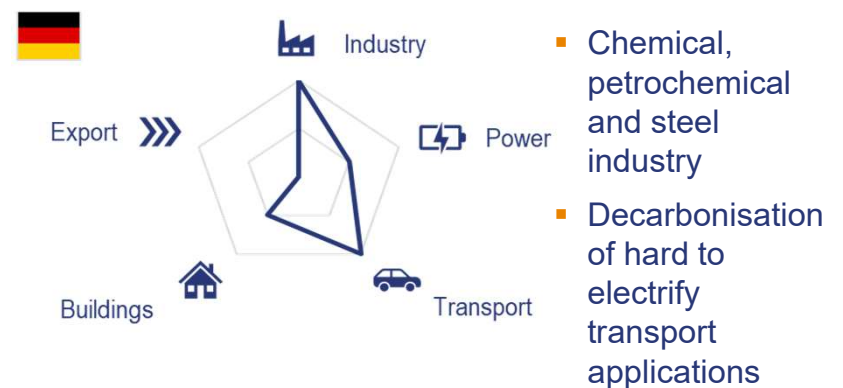 Industry
Export
Power
Buildings
Transport
Chemical,
petrochemical
and steel
industry
Decarbonisation
of hard to
electrify
transport
applications